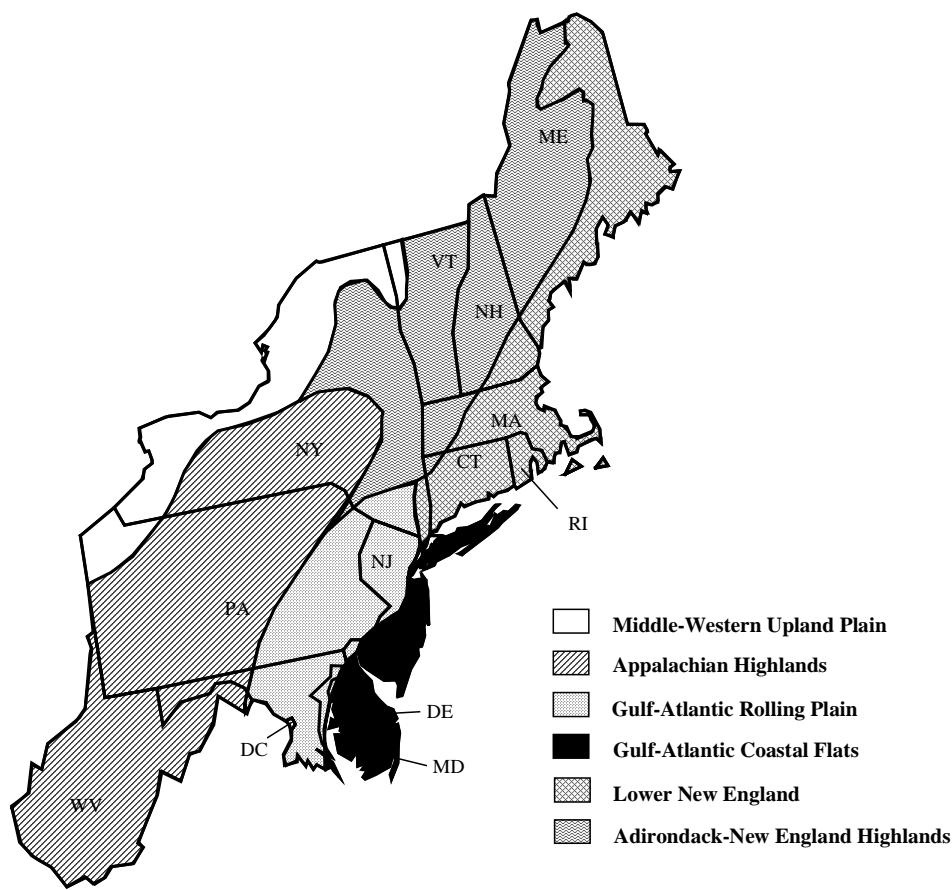 ME
VT
NH
MA
NY
CT
RI
NJ
PA
DE
DC
MD
WV
Middle-Western Upland Plain
Appalachian Highlands
Gulf-Atlantic Rolling Plain
Gulf-Atlantic Coastal Flats
Lower New England
Adirondack-New England Highlands